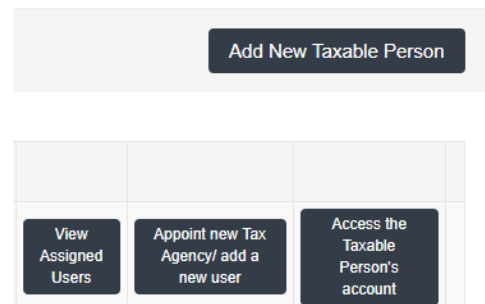 Add New Taxable Person
View
Assigned
Users
Appoint new Tax
Agency/ add a
new user
Access the
Taxable
Person's
account